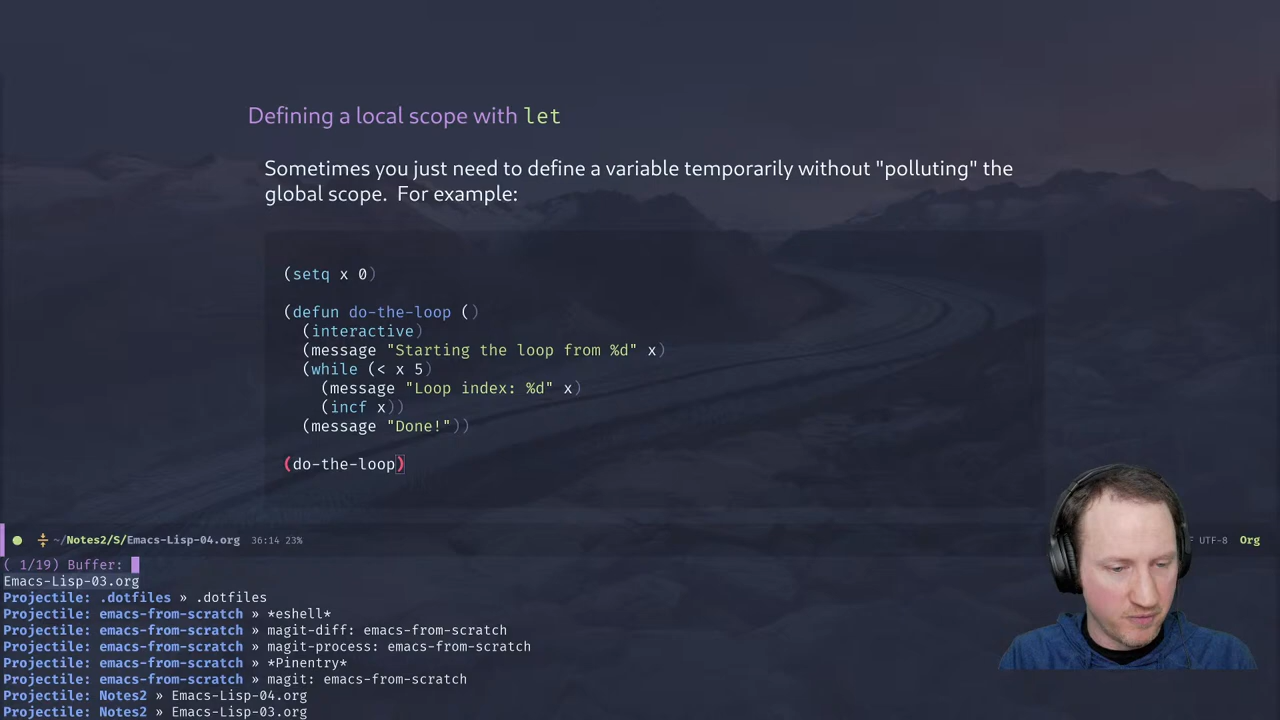 Defining a local scope with let
Sometimes you just need to define a variable temporarily without "polluting" the
global scope.  For example:
(setq x 0)
(defun do-the-loop ()
  (interactive)
  (message "Starting the loop from %d" x)
  (while (< x 5)
    (message "Loop index: %d" x)
    (incf x))
  (message "Done!"))
(do-the-loop)
~/Notes2/S/Emacs-Lisp-04.org 36:14 23% UTF-8 Org
( 1/19) Buffer:
Emacs-Lisp-03.org
Projectile: .dotfiles » .dotfiles
Projectile: emacs-from-scratch » *eshell*
Projectile: emacs-from-scratch » magit-diff: emacs-from-scratch
Projectile: emacs-from-scratch » magit-process: emacs-from-scratch
Projectile: emacs-from-scratch » *Pinentry*
Projectile: emacs-from-scratch » magit: emacs-from-scratch
Projectile: Notes2 » Emacs-Lisp-04.org
Projectile: Notes2 » Emacs-Lisp-03.org